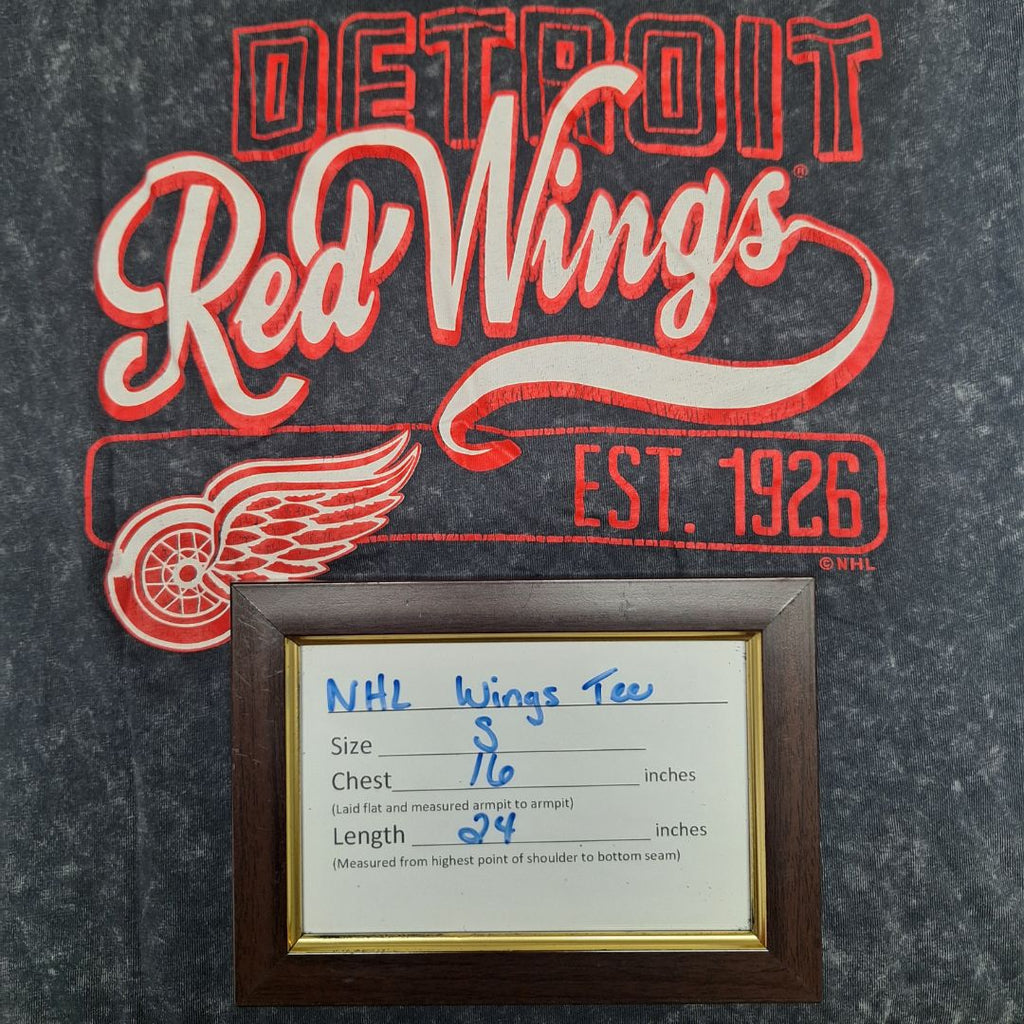 DETROIT
Red Wings®
EST. 1926
©NHL
NHL Wings Tee
Size S
Chest 16 inches
(Laid flat and measured armpit to armpit)
Length 24 inches
(Measured from highest point of shoulder to bottom seam)